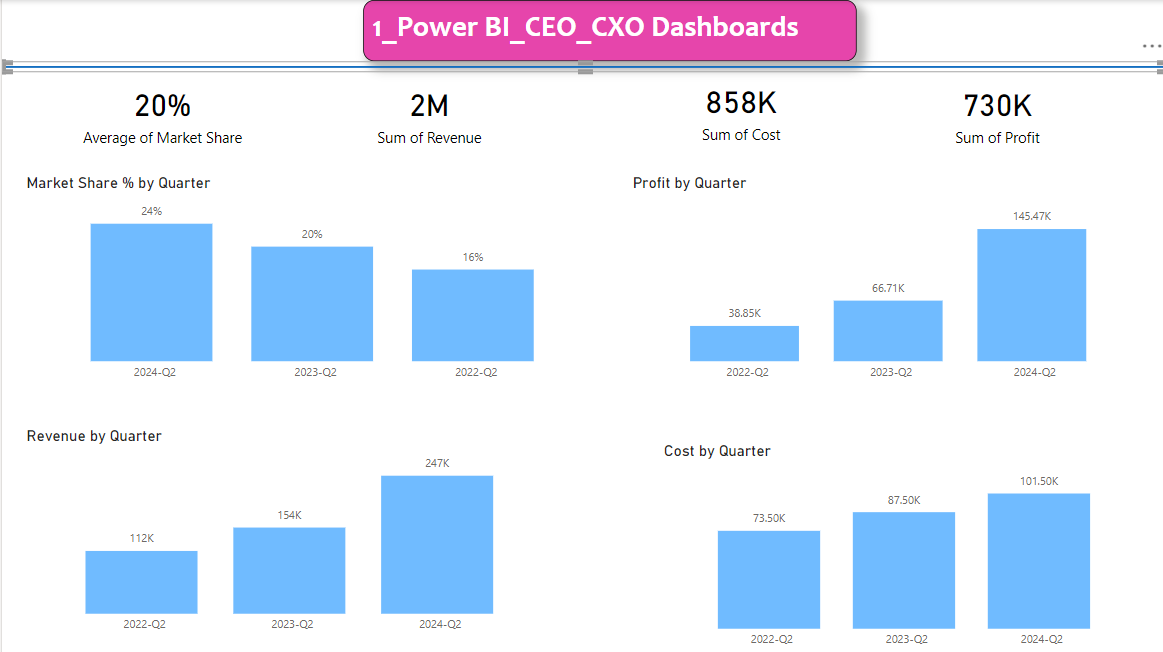 1_Power BI_CEO_CXO Dashboards
20%
Average of Market Share
2M
Sum of Revenue
858K
Sum of Cost
730K
Sum of Profit
Market Share % by Quarter
24%
20%
16%
2024-Q2
2023-Q2
2022-Q2
Profit by Quarter
38.85K
66.71K
145.47K
2022-Q2
2023-Q2
2024-Q2
Revenue by Quarter
112K
154K
247K
2022-Q2
2023-Q2
2024-Q2
Cost by Quarter
73.50K
87.50K
101.50K
2022-Q2
2023-Q2
2024-Q2